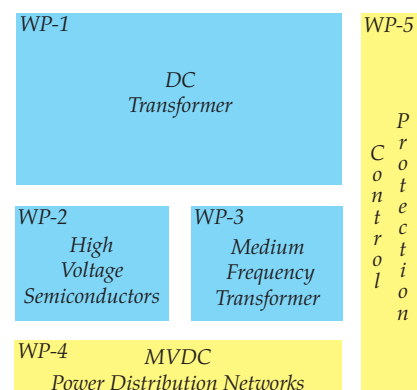 WP-1
DC
Transformer
WP-2
High
Voltage
Semiconductors
WP-3
Medium
Frequency
Transformer
WP-4
MVDC
Power Distribution Networks
WP-5
Control
Protection